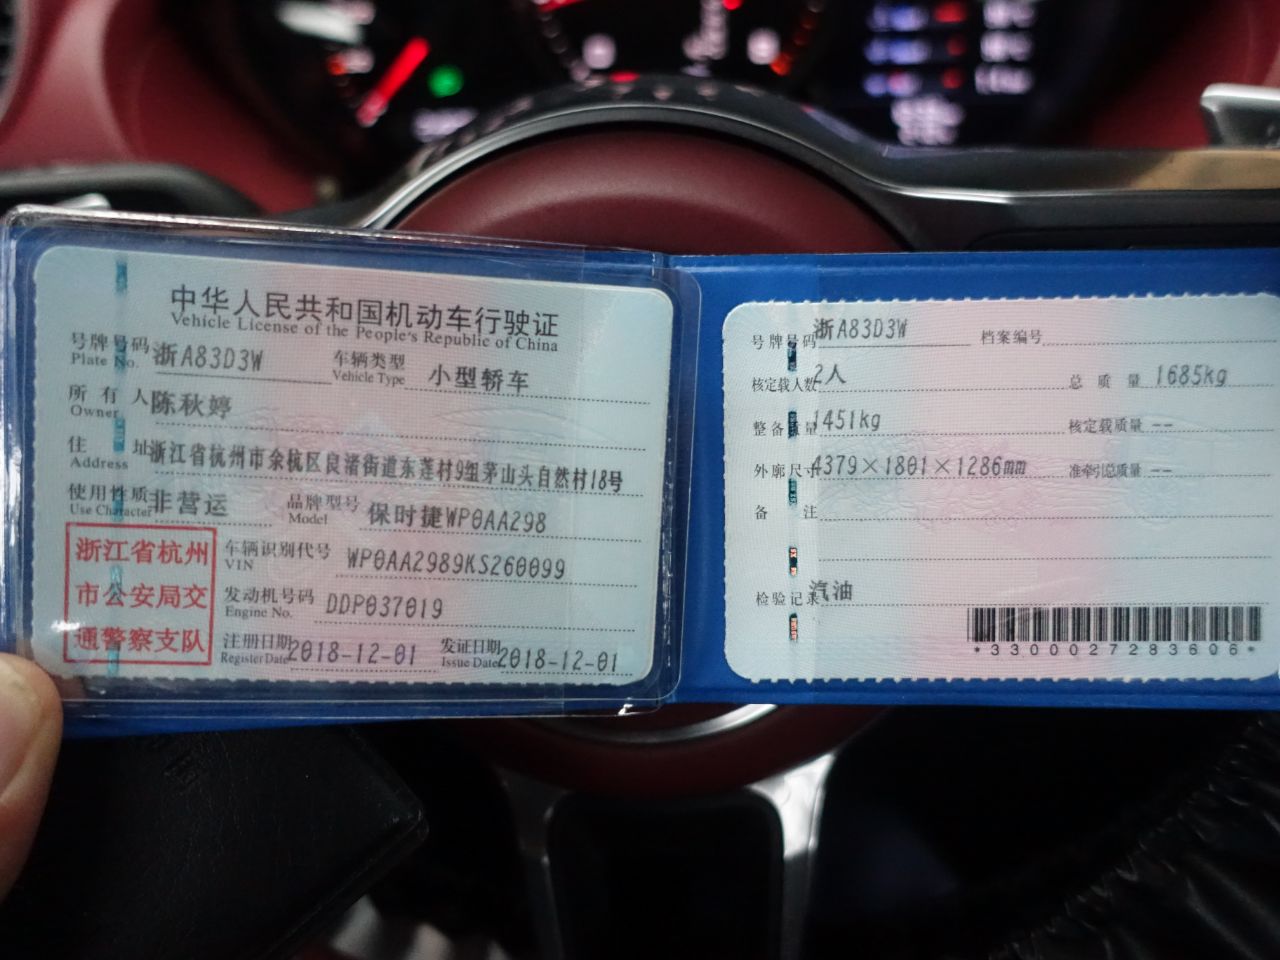 中华人民共和国机动车行驶证
Vehicle License of the People's Republic of China
号牌号码 浙A83D3W 车辆类型 小型轿车
Plate No. Vehicle Type
所有人 陈秋婷
Owner
住址 浙江省杭州市余杭区良渚街道东莲村9组茅山头自然村18号
Address
使用性质 非营运 品牌型号 保时捷WP0AA298
Use Character Model
浙江省杭州
市公安局交
通警察支队
车辆识别代号 WP0AA2989KS260099
VIN
发动机号码 DDP037019
Engine No.
注册日期 2018-12-01 发证日期 2018-12-01
Register Date Issue Date
号牌号码 浙A83D3W 档案编号
核定载人数 2人 总质量 1685kg
整备质量 1451kg 核定载质量 --
外廓尺寸 4379×1801×1286mm 准牵引总质量 --
备注
检验记录 汽油
*3300027283606*